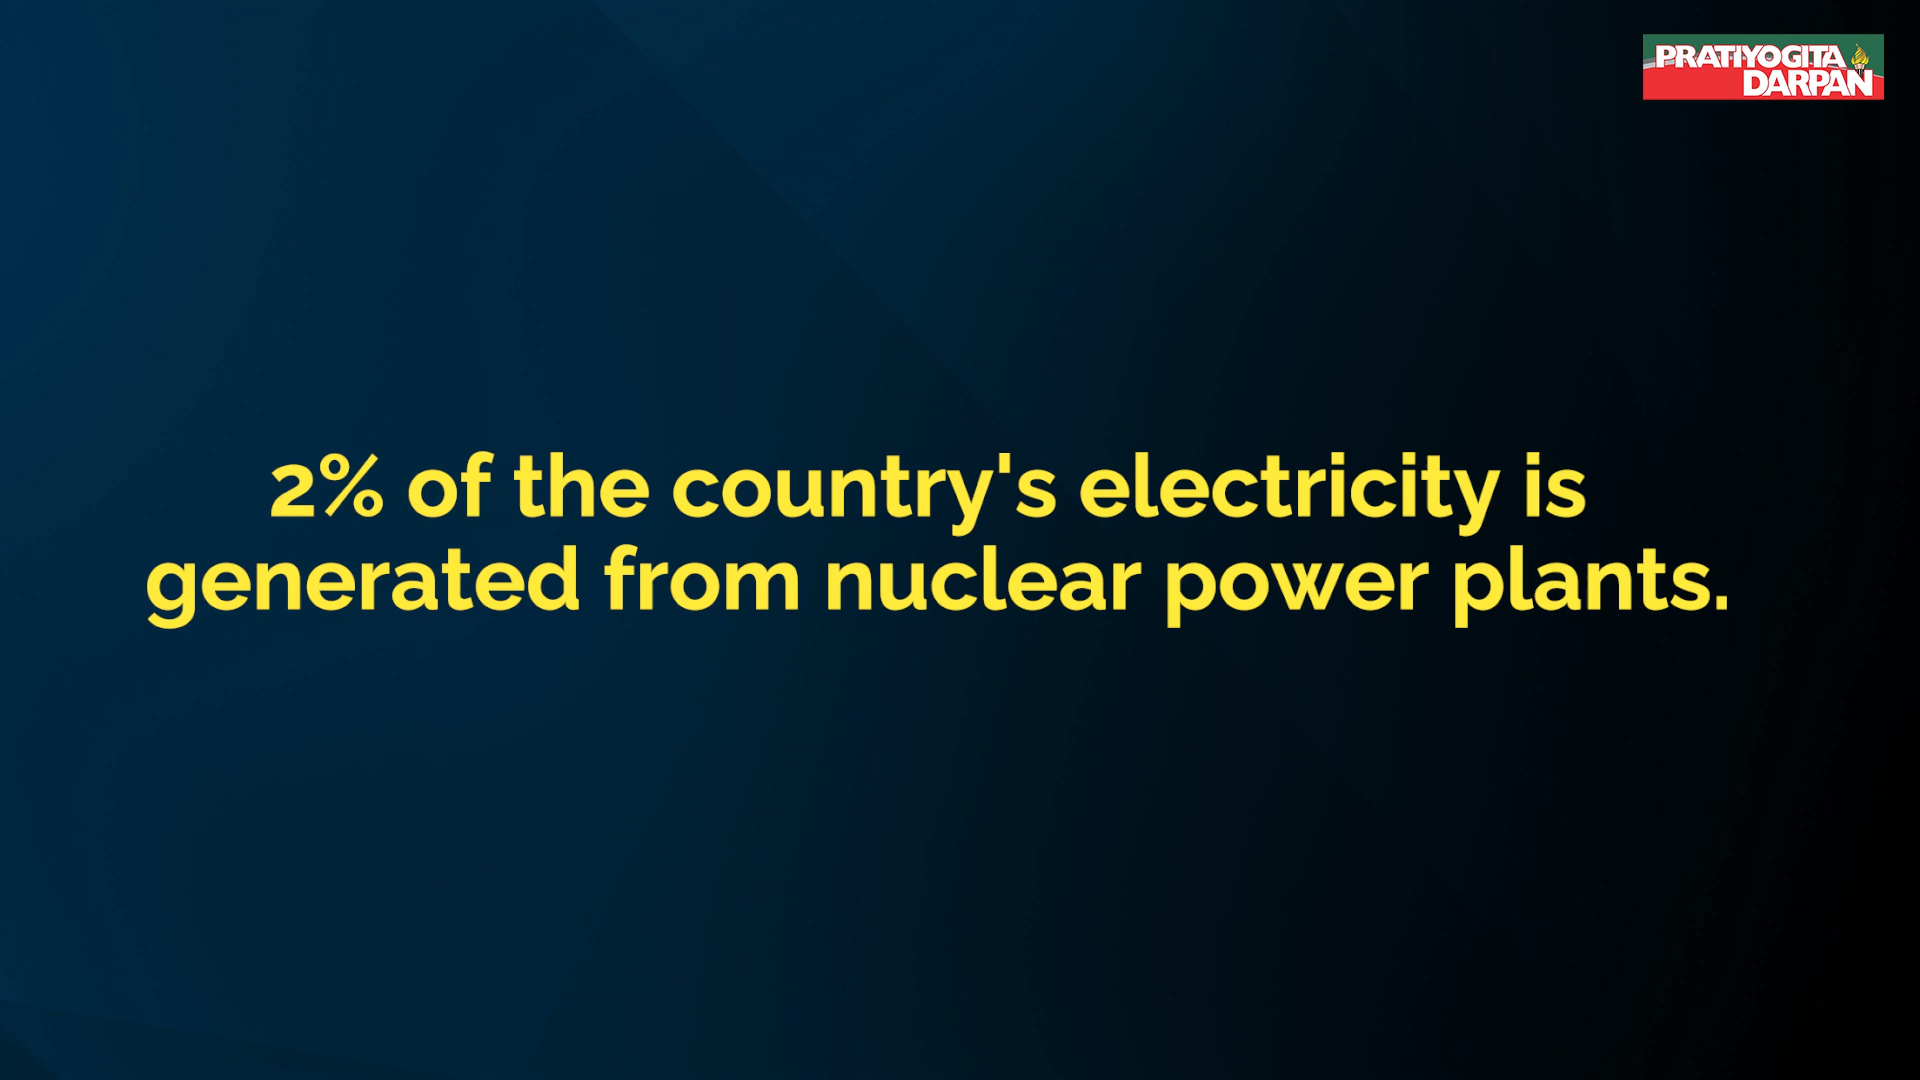 PRATIYOGITA
DARPAN
2% of the country's electricity is
generated from nuclear power plants.